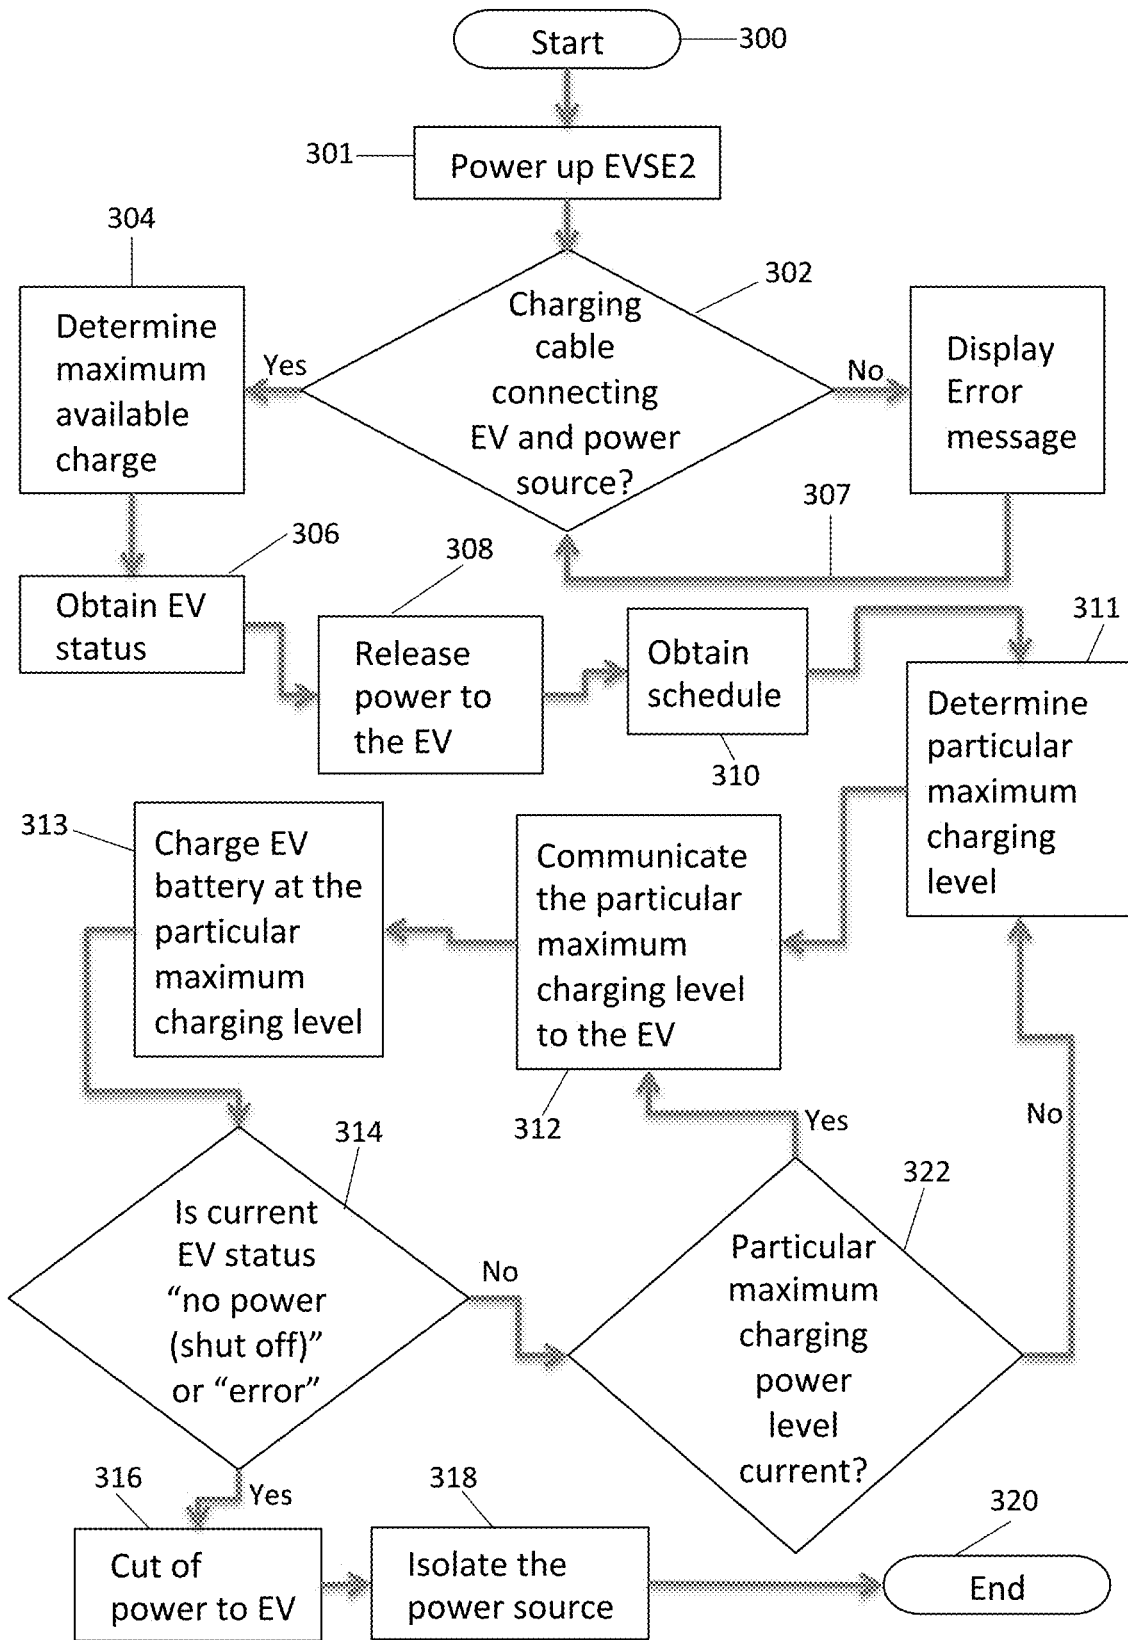 Start
300
301
Power up EVSE2
304
302
Determine
maximum
available
charge
Yes
Charging
cable
connecting
EV and power
source?
No
Display
Error
message
307
306
308
Obtain EV
status
Release
power to
the EV
Obtain
schedule
310
311
Determine
particular
maximum
charging
level
313
Charge EV
battery at the
particular
maximum
charging level
Communicate
the particular
maximum
charging level
to the EV
312
Yes
No
314
322
Is current
EV status
“no power
(shut off)”
or “error”
No
Particular
maximum
charging
power
level
current?
316
Yes
318
320
Cut of
power to EV
Isolate the
power source
End